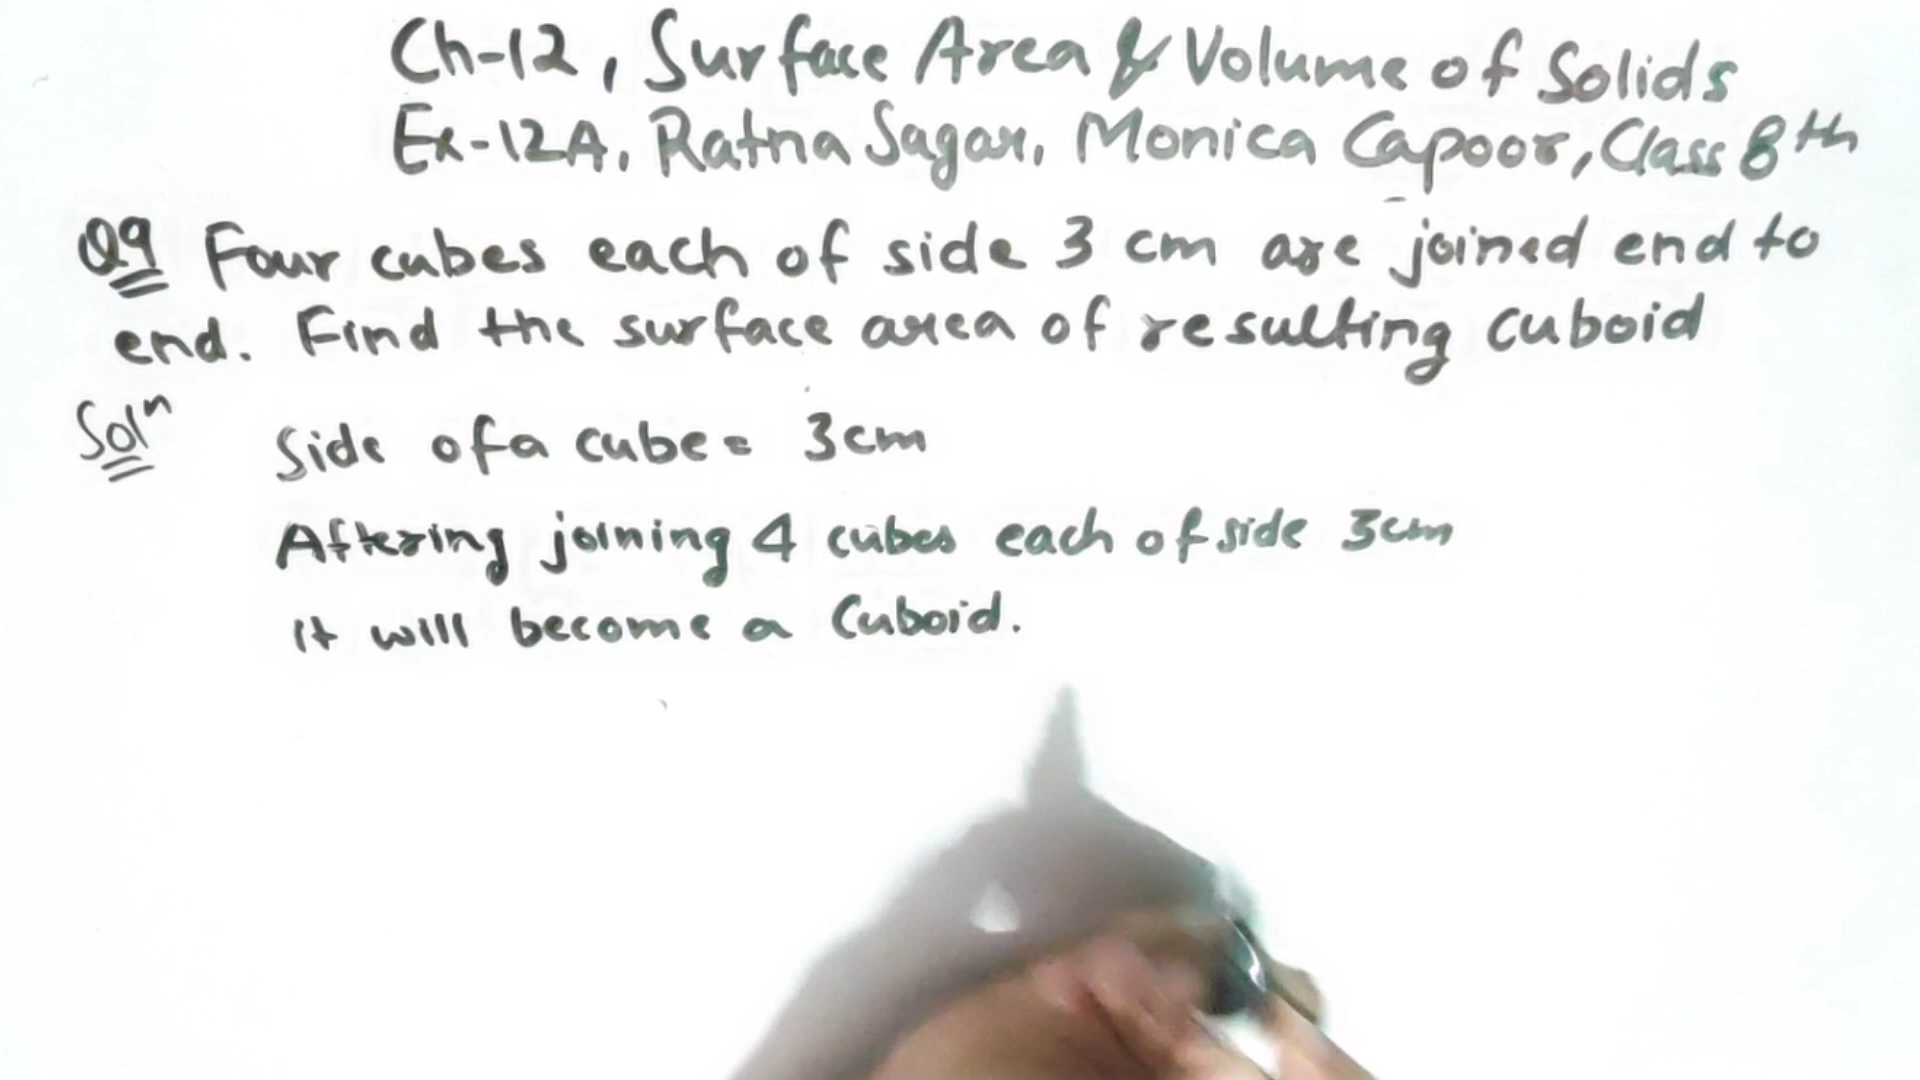 Ch-12, Surface Area & Volume of Solids
Ex-12A, Ratna Sagar, Monica Capoor, Class 8th
Q9 Four cubes each of side 3 cm are joined end to
end. Find the surface area of resulting cuboid
Soln Side of a cube = 3cm
Aftering joining 4 cubes each of side 3cm
it will become a Cuboid.